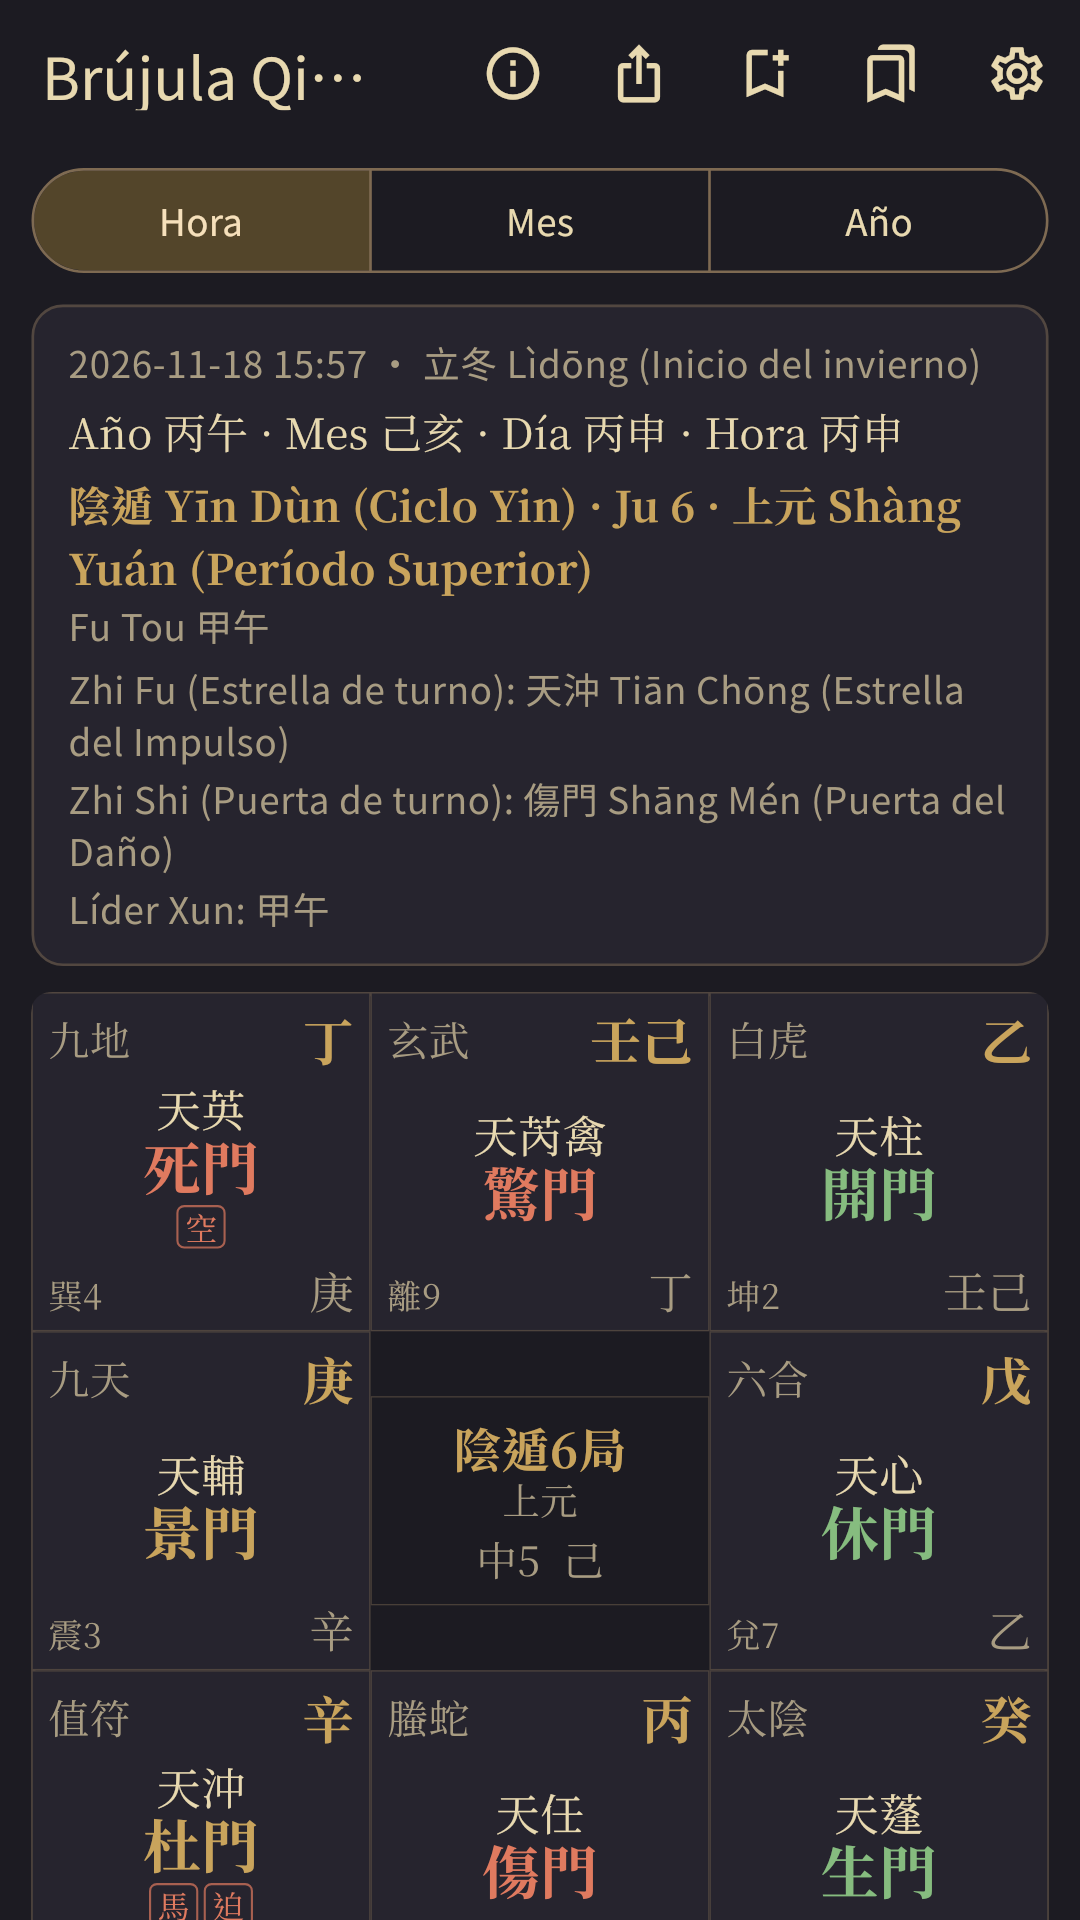 Brújula Qi…
Hora
Mes
Año
2026-11-18 15:57 · 立冬 Lìdōng (Inicio del invierno)
Año 丙午 · Mes 己亥 · Día 丙申 · Hora 丙申
陰遁 Yīn Dùn (Ciclo Yin) · Ju 6 · 上元 Shàng
Yuán (Período Superior)
Fu Tou 甲午
Zhi Fu (Estrella de turno): 天沖 Tiān Chōng (Estrella
del Impulso)
Zhi Shi (Puerta de turno): 傷門 Shāng Mén (Puerta del
Daño)
Líder Xun: 甲午
九地 丁
天英
死門
空
巽4 庚
玄武 壬己
天芮禽
驚門
離9 丁
白虎 乙
天柱
開門
坤2 壬己
九天 庚
天輔
景門
震3 辛
陰遁6局
上元
中5 己
六合 戊
天心
休門
兌7 乙
值符 辛
天沖
杜門
馬 迫
螣蛇 丙
天任
傷門
太陰 癸
天蓬
生門